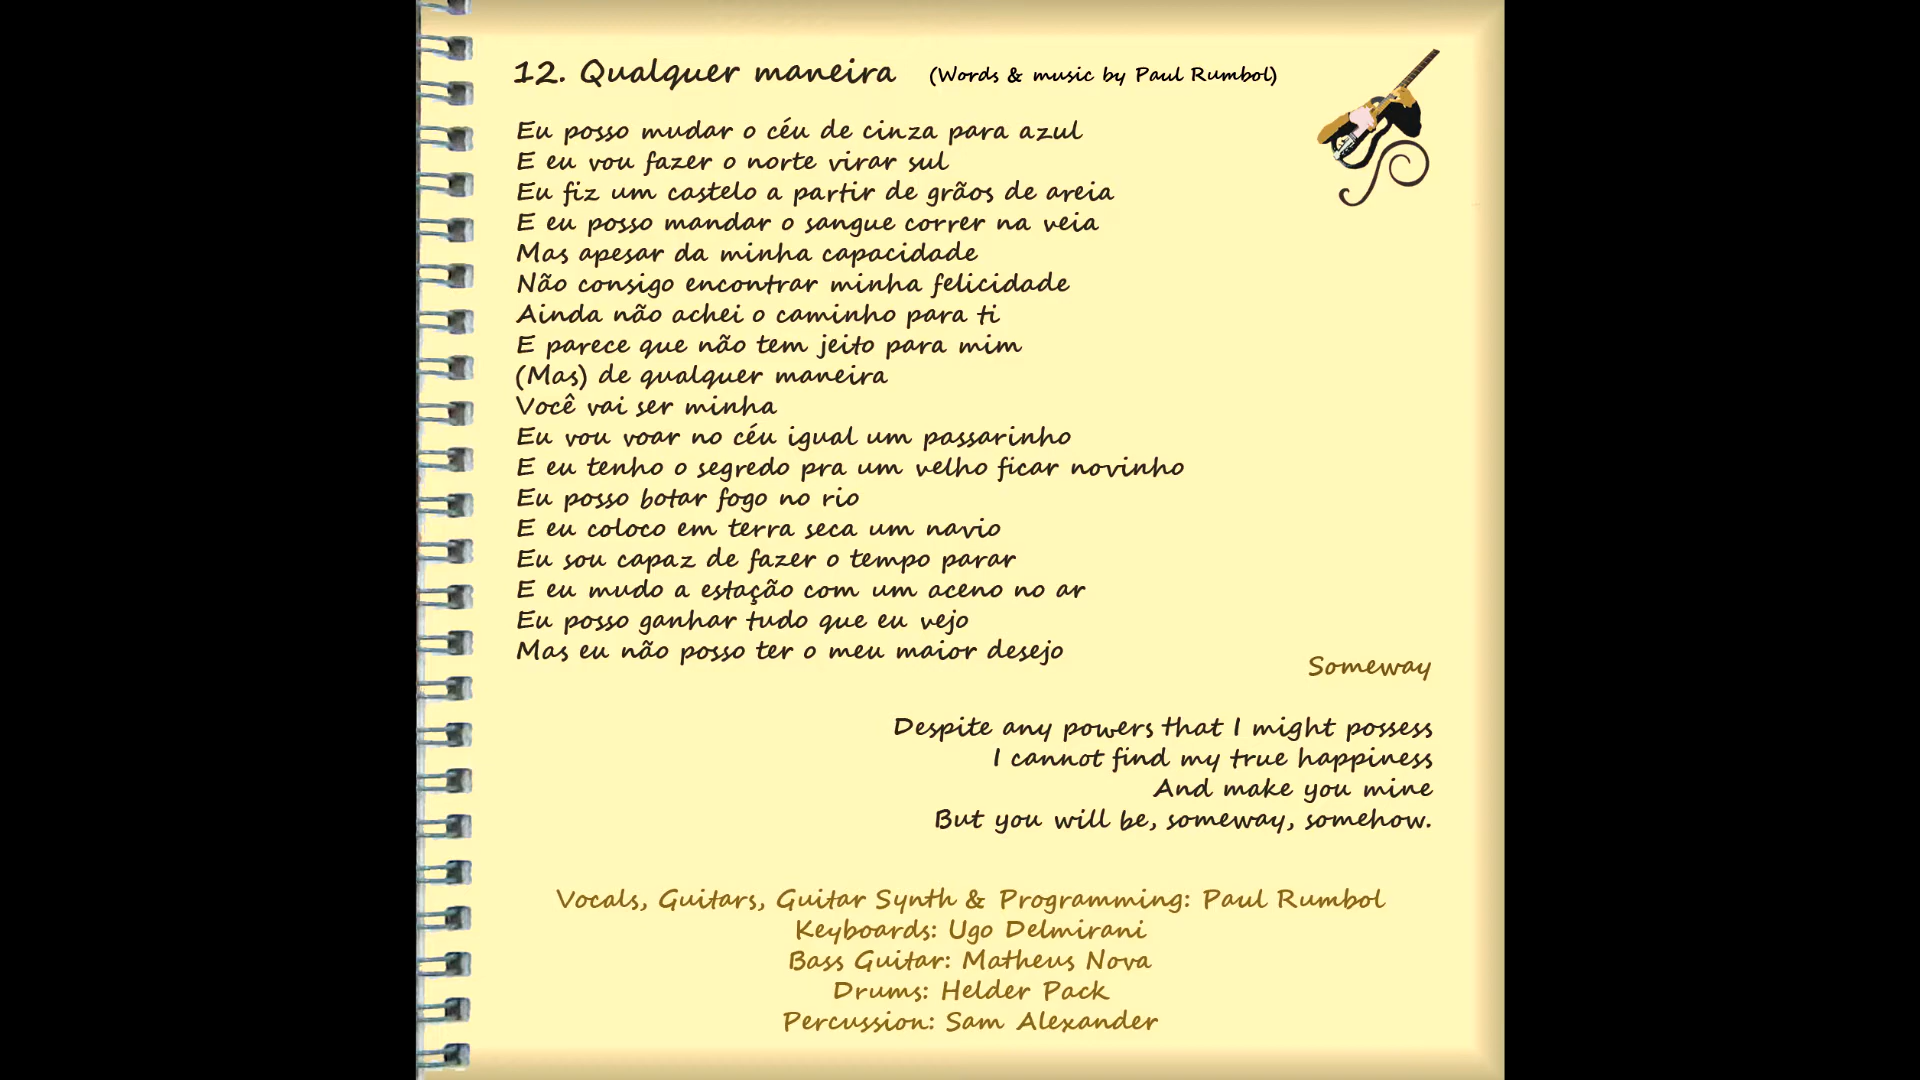 12. Qualquer maneira (Words & music by Paul Rumbol)
Eu posso mudar o céu de cinza para azul
E eu vou fazer o norte virar sul
Eu fiz um castelo a partir de grãos de areia
E eu posso mandar o sangue correr na veia
Mas apesar da minha capacidade
Não consigo encontrar minha felicidade
Ainda não achei o caminho para ti
E parece que não tem jeito para mim
(Mas) de qualquer maneira
Você vai ser minha
Eu vou voar no céu igual um passarinho
E eu tenho o segredo pra um velho ficar novinho
Eu posso botar fogo no rio
E eu coloco em terra seca um navio
Eu sou capaz de fazer o tempo parar
E eu mudo a estação com um aceno no ar
Eu posso ganhar tudo que eu vejo
Mas eu não posso ter o meu maior desejo
Someway
Despite any powers that I might possess
I cannot find my true happiness
And make you mine
But you will be, someway, somehow.
Vocals, Guitars, Guitar Synth & Programming: Paul Rumbol
Keyboards: Ugo Delmirani
Bass Guitar: Matheus Nova
Drums: Helder Pack
Percussion: Sam Alexander